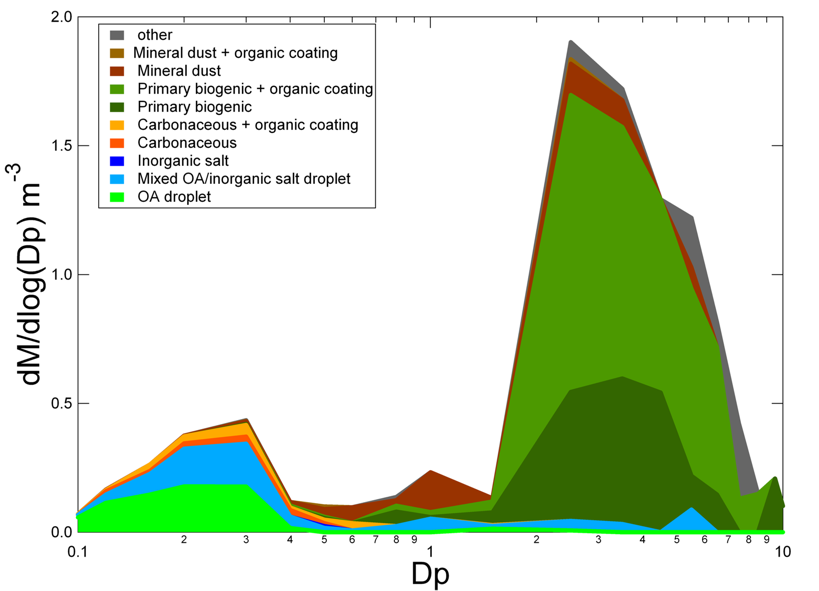 2.0
other
Mineral dust + organic coating
Mineral dust
Primary biogenic + organic coating
Primary biogenic
Carbonaceous + organic coating
Carbonaceous
Inorganic salt
Mixed OA/inorganic salt droplet
OA droplet
1.5
1.0
0.5
0.0
dM/dlog(Dp) m-3
2 3 4 5 6 7 8 9 2 3 4 5 6 7 8 9
0.1 1 10
Dp